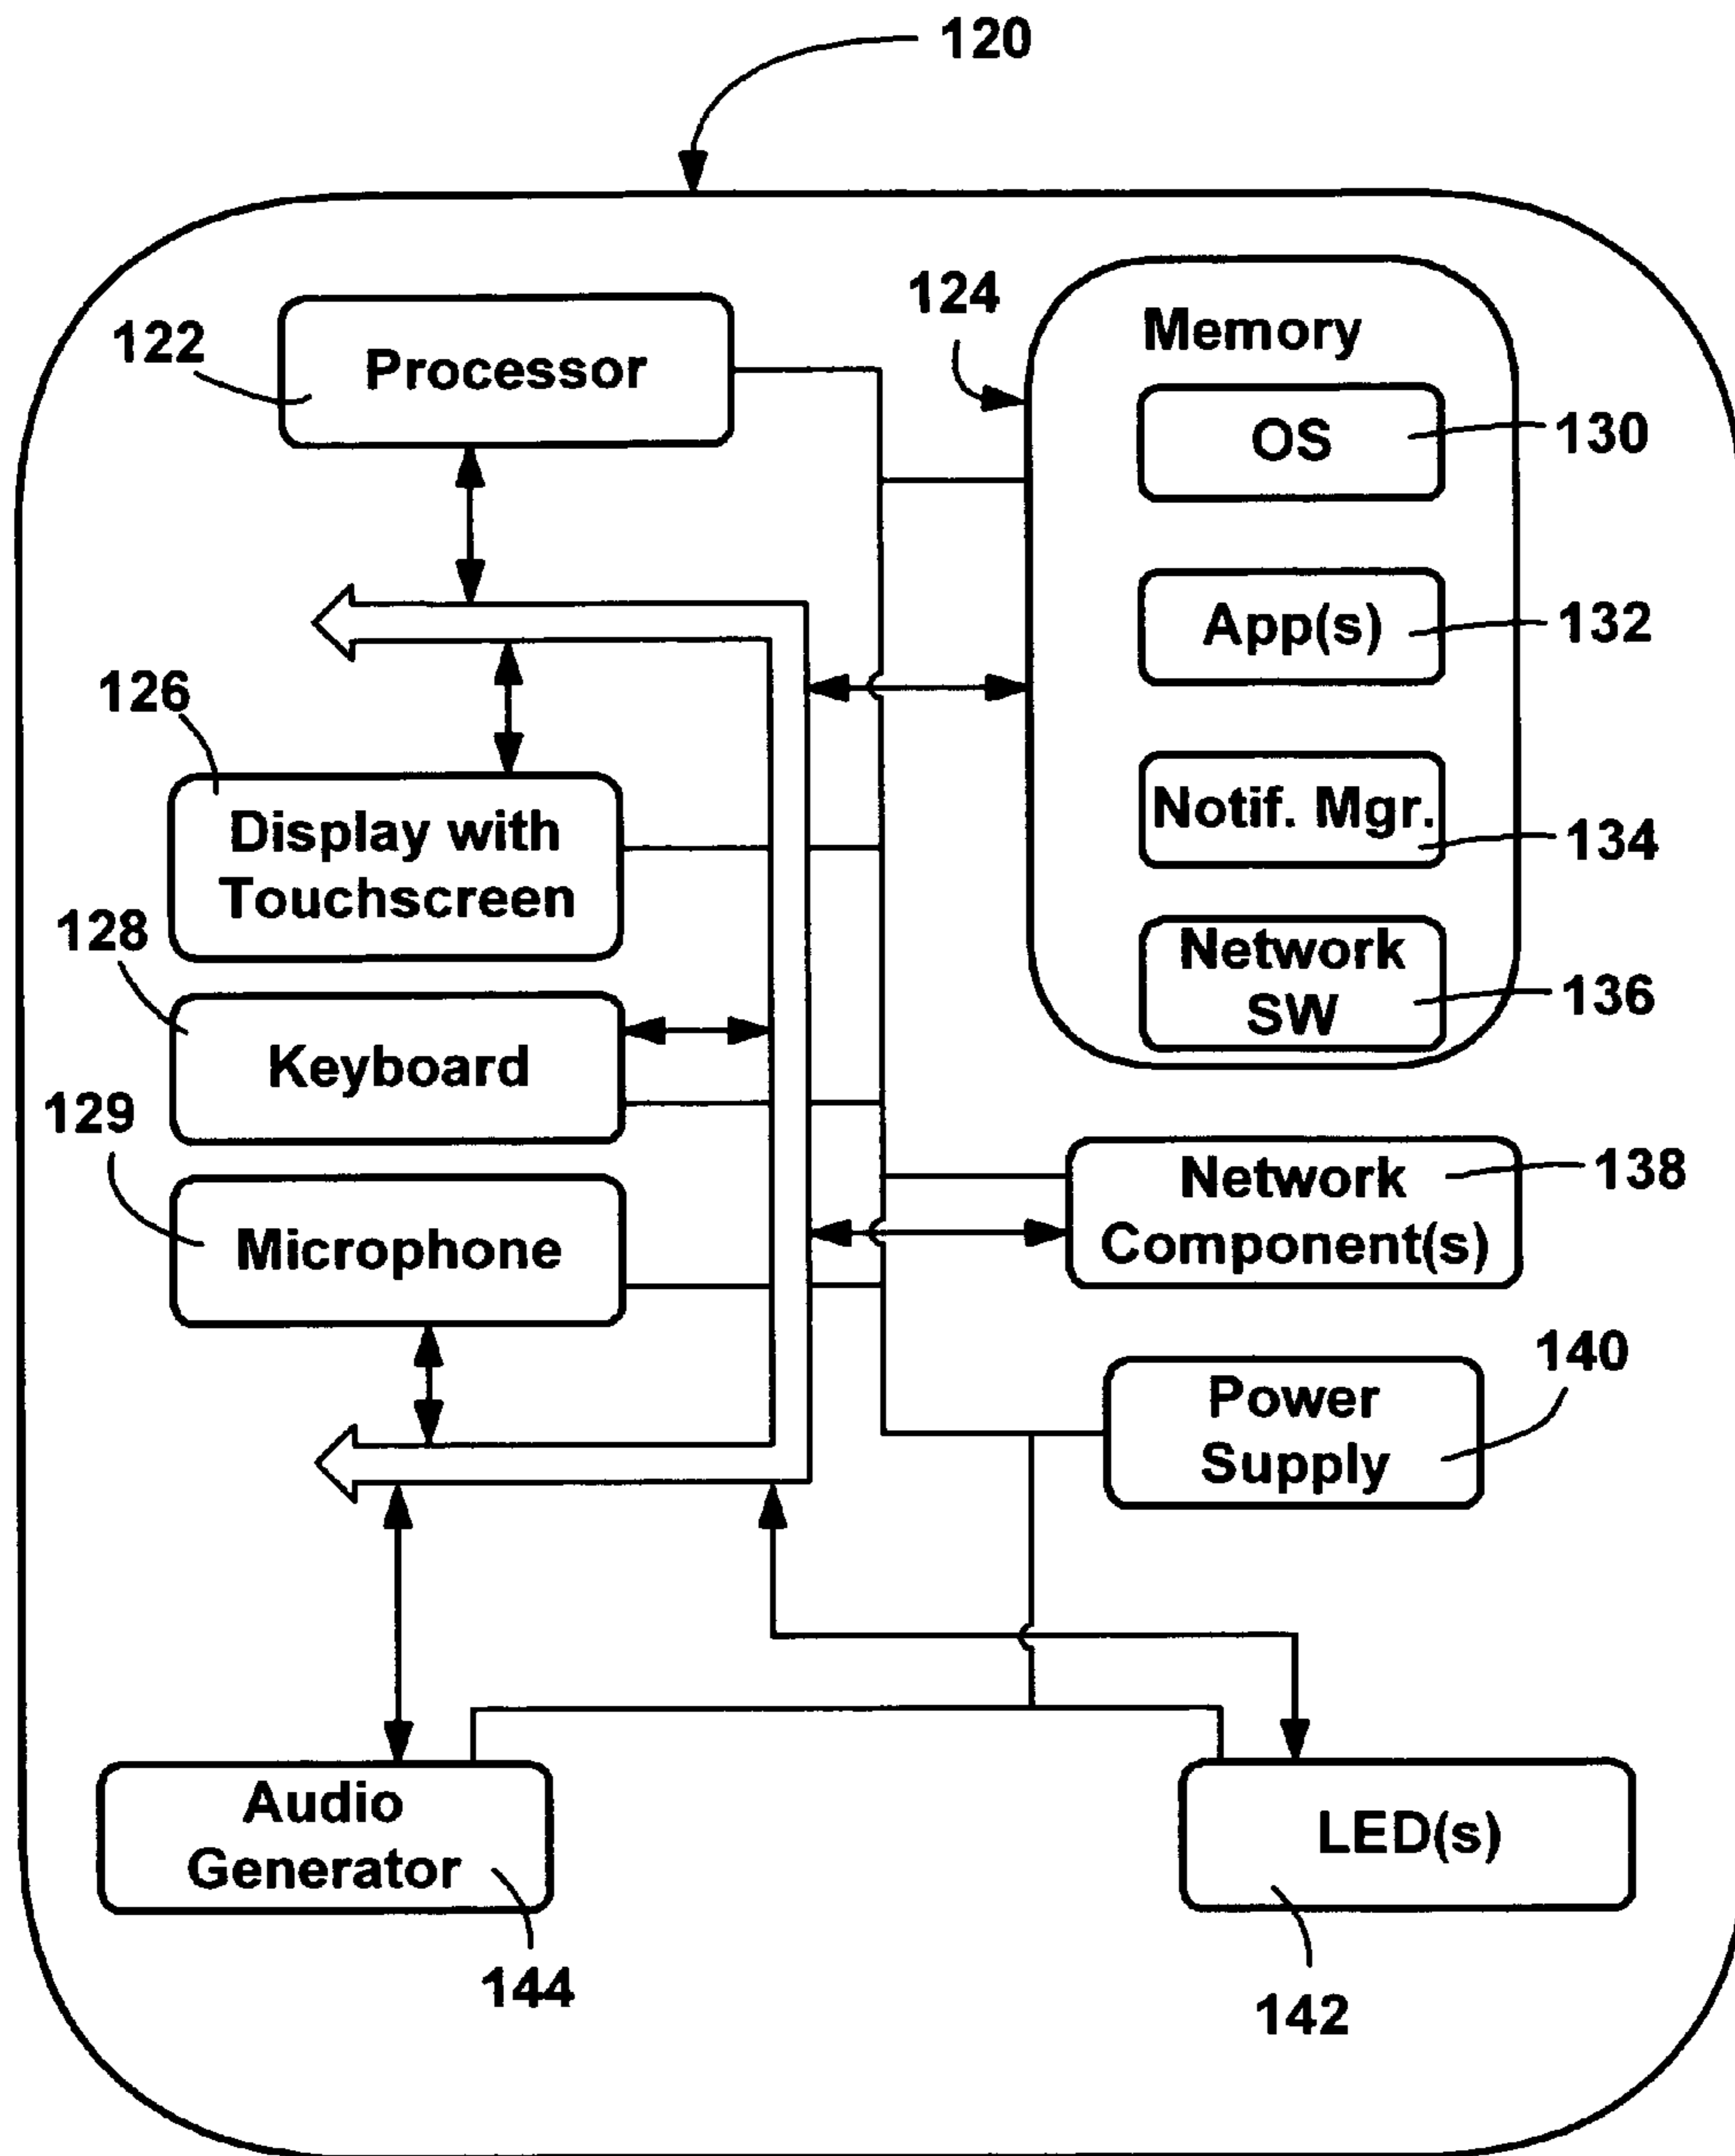 120
124
Memory
122
Processor
OS
130
App(s)
132
126
Display with
Touchscreen
Notif. Mgr.
134
128
Network
SW
136
Keyboard
129
Microphone
Network
Component(s)
138
140
Power
Supply
Audio
Generator
LED(s)
144
142